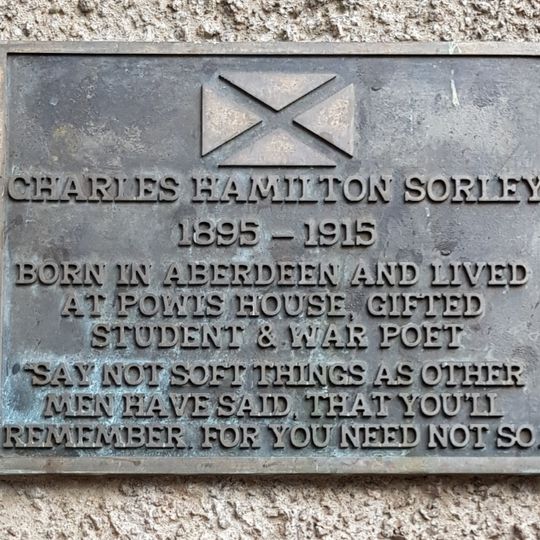 CHARLES HAMILTON SORLEY
1895 – 1915
BORN IN ABERDEEN AND LIVED
AT POWIS HOUSE, GIFTED
STUDENT & WAR POET
"SAY NOT SOFT THINGS AS OTHER
MEN HAVE SAID, THAT YOU'LL
REMEMBER. FOR YOU NEED NOT SO.